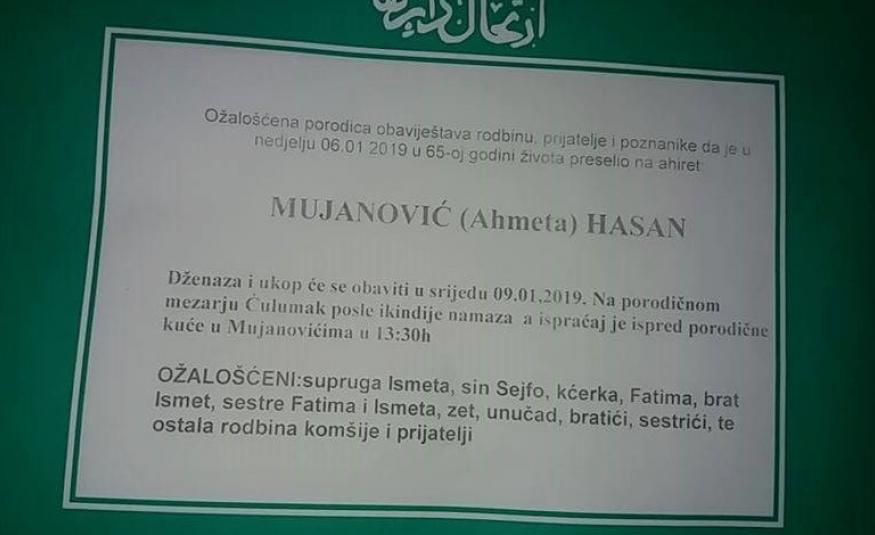 Ožalošćena porodica obaviještava rodbinu, prijatelje i poznanike da je u
nedjelju 06.01 2019 u 65-oj godini života preselio na ahiret
MUJANOVIĆ (Ahmeta) HASAN
Dženaza i ukop će se obaviti u srijedu 09.01.2019. Na porodičnom
mezarju Čulumak posle ikindije namaza a ispraćaj je ispred porodične
kuće u Mujanovićima u 13:30h
OŽALOŠĆENI:supruga Ismeta, sin Sejfo, kćerka, Fatima, brat
Ismet, sestre Fatima i Ismeta, zet, unučad, bratići, sestrići, te
ostala rodbina komšije i prijatelji